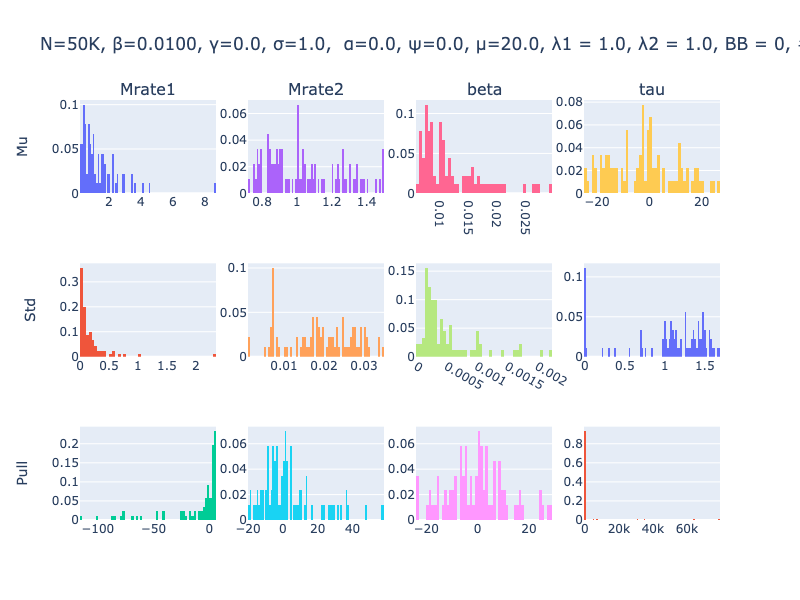 N=50K, β=0.0100, γ=0.0, σ=1.0,  α=0.0, ψ=0.0, μ=20.0, λ1 = 1.0, λ2 = 1.0, BB = 0,
Mrate1 Mrate2 beta tau
Mu
0.1
0.05
0
2 4 6 8
0.06
0.04
0.02
0
0.8 1 1.2 1.4
0.1
0.05
0
0.01 0.015 0.02 0.025
0.08
0.06
0.04
0.02
0
−20 0 20
Std
0.3
0.2
0.1
0
0 0.5 1 1.5 2
0.1
0.05
0
0.01 0.02 0.03
0.15
0.1
0.05
0
0 0.0005 0.001 0.0015 0.002
0.1
0.05
0
0 0.5 1 1.5
Pull
0.2
0.15
0.1
0.05
0
−100 −50 0
0.06
0.04
0.02
0
−20 0 20 40
0.06
0.04
0.02
0
−20 0 20
0.8
0.6
0.4
0.2
0
0 20k 40k 60k